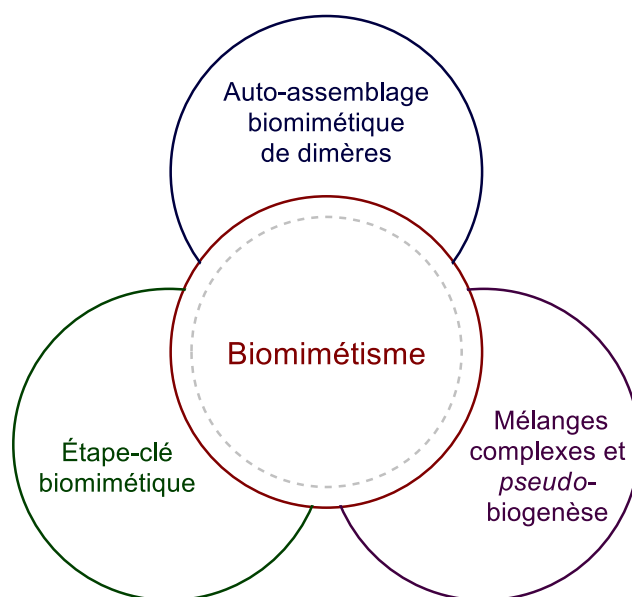 Auto-assemblage
biomimétique
de dimères
Biomimétisme
Étape-clé
biomimétique
Mélanges
complexes et
pseudo-
biogenèse